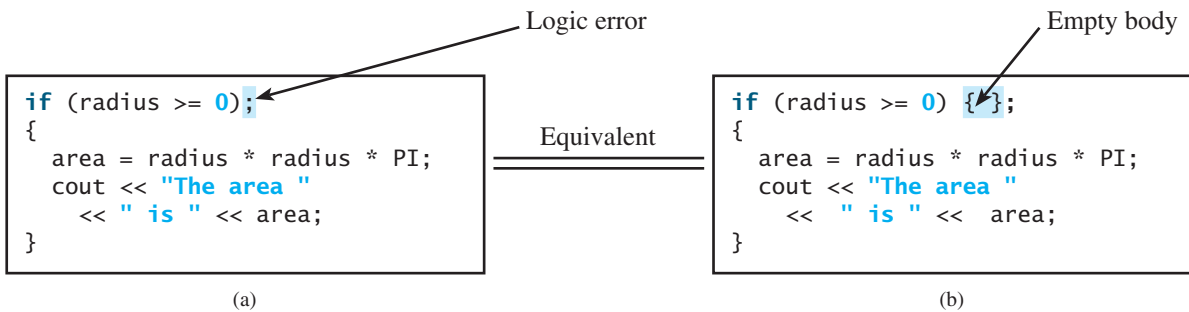 Logic error
Empty body
if (radius >= 0);
{
  area = radius * radius * PI;
  cout << "The area "
    << " is " << area;
}
Equivalent
if (radius >= 0) { };
{
  area = radius * radius * PI;
  cout << "The area "
    <<  " is " <<  area;
}
(a)
(b)